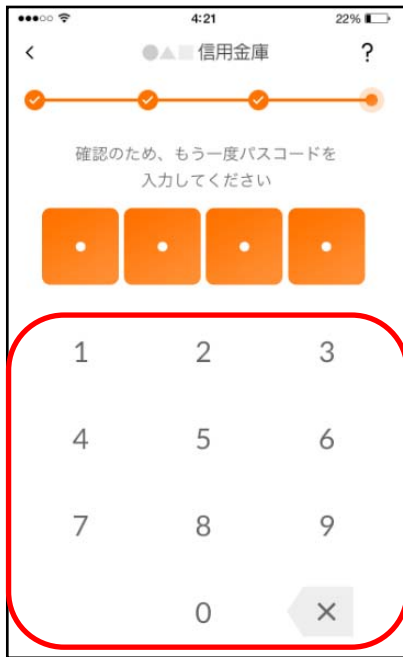 4:21 22%
●▲■ 信用金庫 ?
確認のため、もう一度パスコードを
入力してください
1 2 3
4 5 6
7 8 9
0 ×